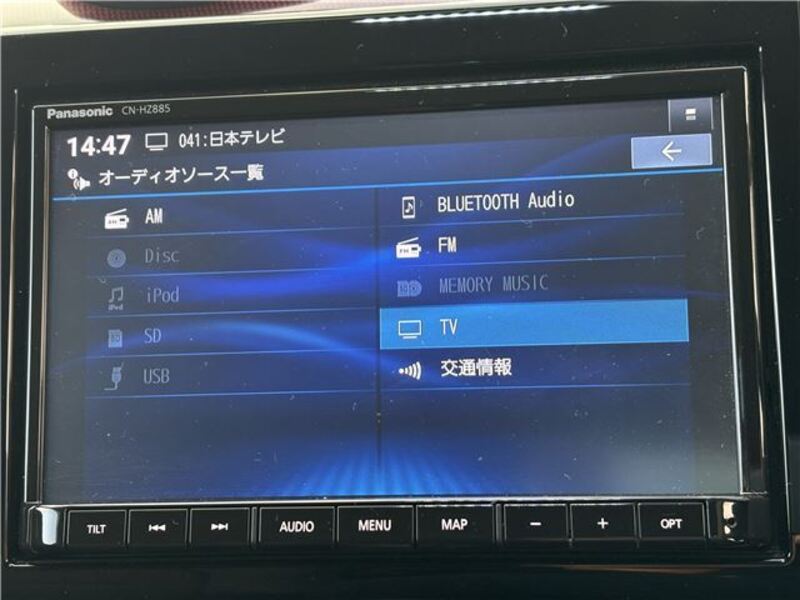 Panasonic CN-HZ885
14:47 041:日本テレビ
オーディオソース一覧
AM
BLUETOOTH Audio
Disc
FM
iPod
MEMORY MUSIC
SD
TV
USB
交通情報
TILT AUDIO MENU MAP − + OPT